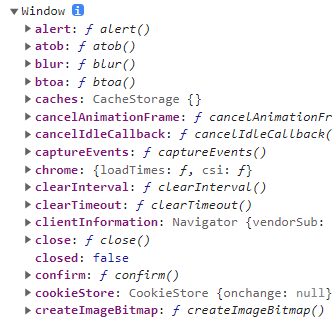 Window i
alert: ƒ alert()
atob: ƒ atob()
blur: ƒ blur()
btoa: ƒ btoa()
caches: CacheStorage {}
cancelAnimationFrame: ƒ cancelAnimationFr
cancelIdleCallback: ƒ cancelIdleCallback(
captureEvents: ƒ captureEvents()
chrome: {loadTimes: ƒ, csi: ƒ}
clearInterval: ƒ clearInterval()
clearTimeout: ƒ clearTimeout()
clientInformation: Navigator {vendorSub:
close: ƒ close()
closed: false
confirm: ƒ confirm()
cookieStore: CookieStore {onchange: null}
createImageBitmap: ƒ createImageBitmap()